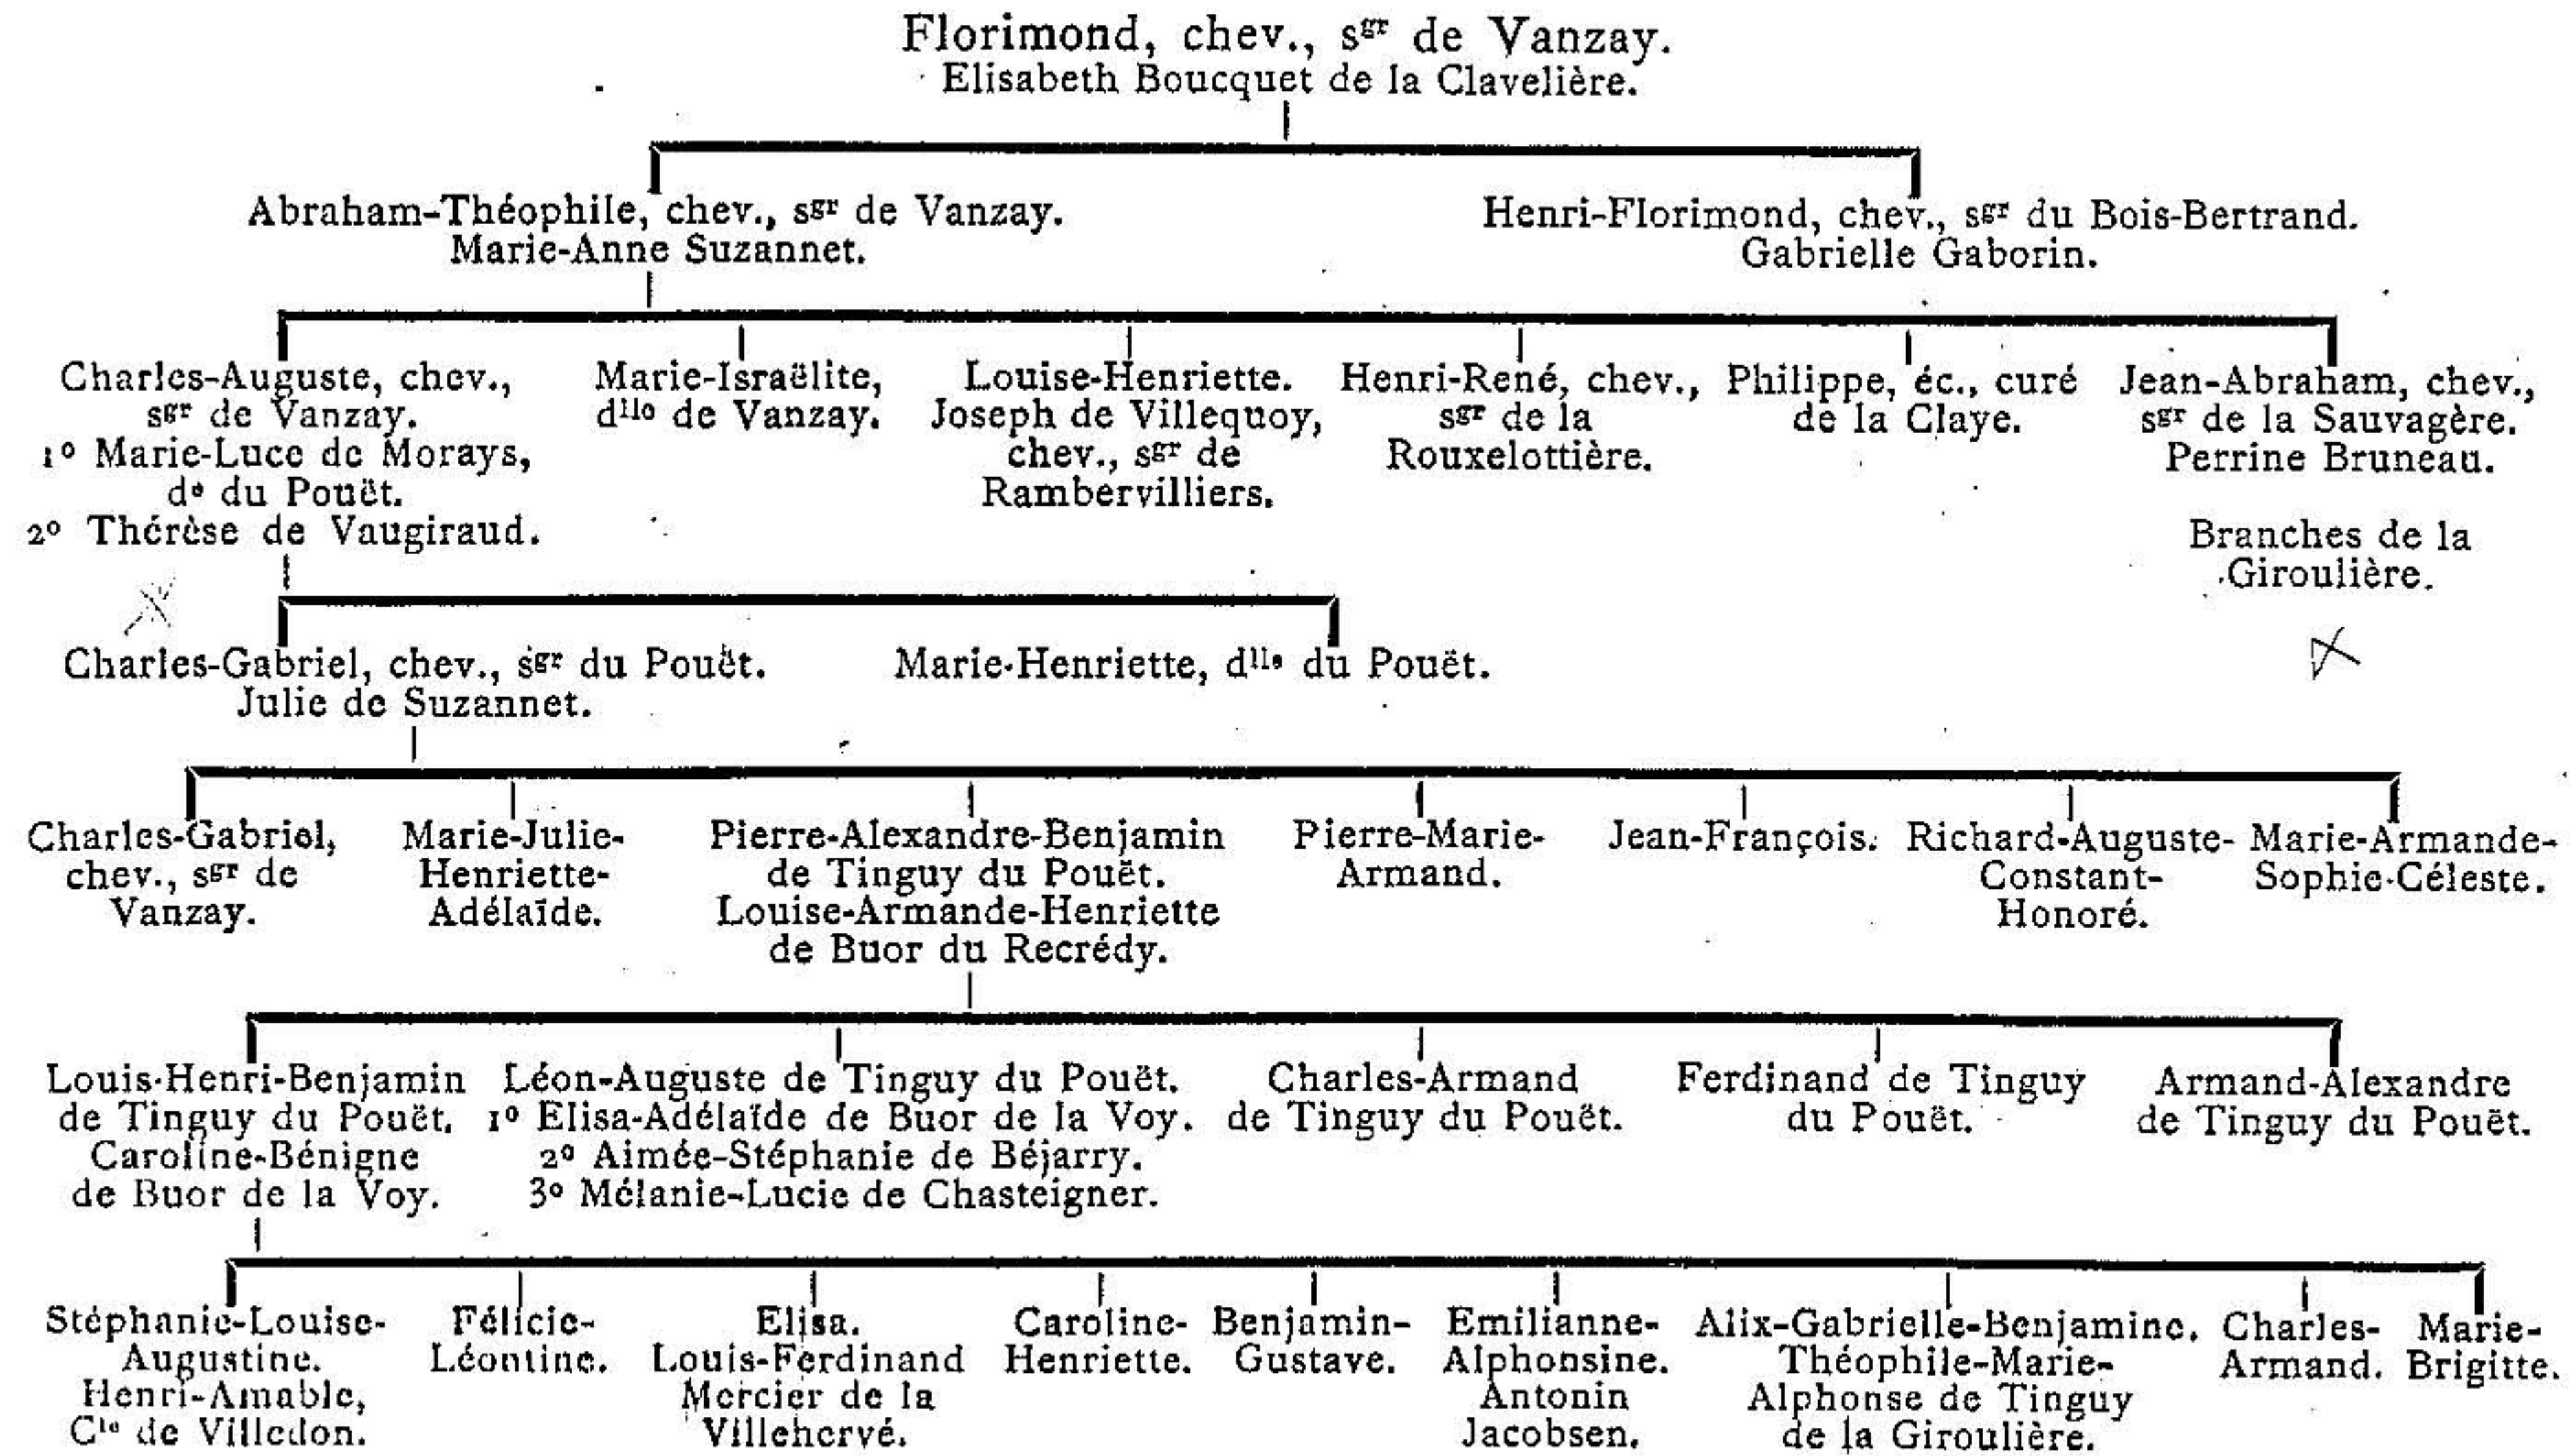 Florimond, chev., sgr de Vanzay.
Elisabeth Boucquet de la Clavelière.
Abraham-Théophile, chev., sgr de Vanzay.
Marie-Anne Suzannet.
Henri-Florimond, chev., sgr du Bois-Bertrand.
Gabrielle Gaborin.
Charles-Auguste, chev.,
sgr de Vanzay.
1º Marie-Luce de Morays,
de du Pouët.
2º Thérèse de Vaugiraud.
Marie-Israëlite,
dlle de Vanzay.
Louise-Henriette.
Joseph de Villequoy,
chev., sgr de
Rambervilliers.
Henri-René, chev.,
sgr de la
Rouxelottière.
Philippe, éc., curé
de la Claye.
Jean-Abraham, chev.,
sgr de la Sauvagère.
Perrine Bruneau.
Branches de la
Giroulière.
Charles-Gabriel, chev., sgr du Pouët.
Julie de Suzannet.
Marie-Henriette, dlle du Pouët.
Charles-Gabriel,
chev., sgr de
Vanzay.
Marie-Julie-
Henriette-
Adélaïde.
Pierre-Alexandre-Benjamin
de Tinguy du Pouët.
Louise-Armande-Henriette
de Buor du Recrédy.
Pierre-Marie-
Armand.
Jean-François.
Richard-Auguste-
Constant-
Honoré.
Marie-Armande-
Sophie-Céleste.
Louis-Henri-Benjamin
de Tinguy du Pouët.
Caroline-Bénigne
de Buor de la Voy.
Léon-Auguste de Tinguy du Pouët.
1º Elisa-Adélaïde de Buor de la Voy.
2º Aimée-Stéphanie de Béjarry.
3º Mélanie-Lucie de Chasteigner.
Charles-Armand
de Tinguy du Pouët.
Ferdinand de Tinguy
du Pouët.
Armand-Alexandre
de Tinguy du Pouët.
Stéphanie-Louise-
Augustine.
Henri-Amable,
Cte de Villedon.
Félicie-
Léontine.
Elisa.
Louis-Ferdinand
Mercier de la
Villehervé.
Caroline-
Henriette.
Benjamin-
Gustave.
Emilianne-
Alphonsine.
Antonin
Jacobsen.
Alix-Gabrielle-Benjamine.
Théophile-Marie-
Alphonse de Tinguy
de la Giroulière.
Charles-
Armand.
Marie-
Brigitte.